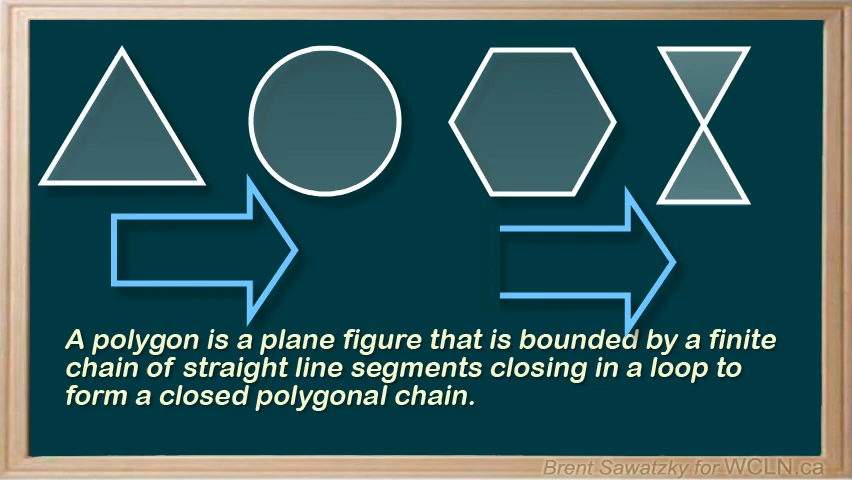 A polygon is a plane figure that is bounded by a finite
chain of straight line segments closing in a loop to
form a closed polygonal chain.
Brent Sawatzky for WCLN.ca